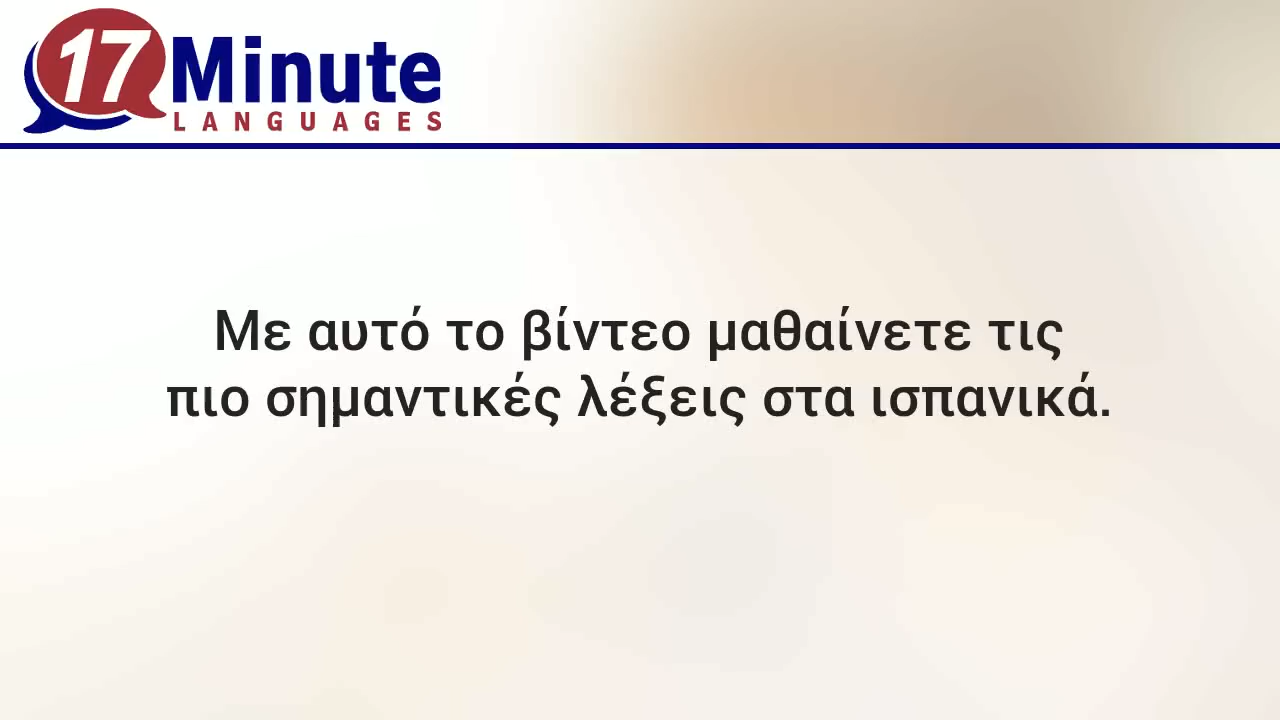 17 Minute
LANGUAGES
Με αυτό το βίντεο μαθαίνετε τις
πιο σημαντικές λέξεις στα ισπανικά.